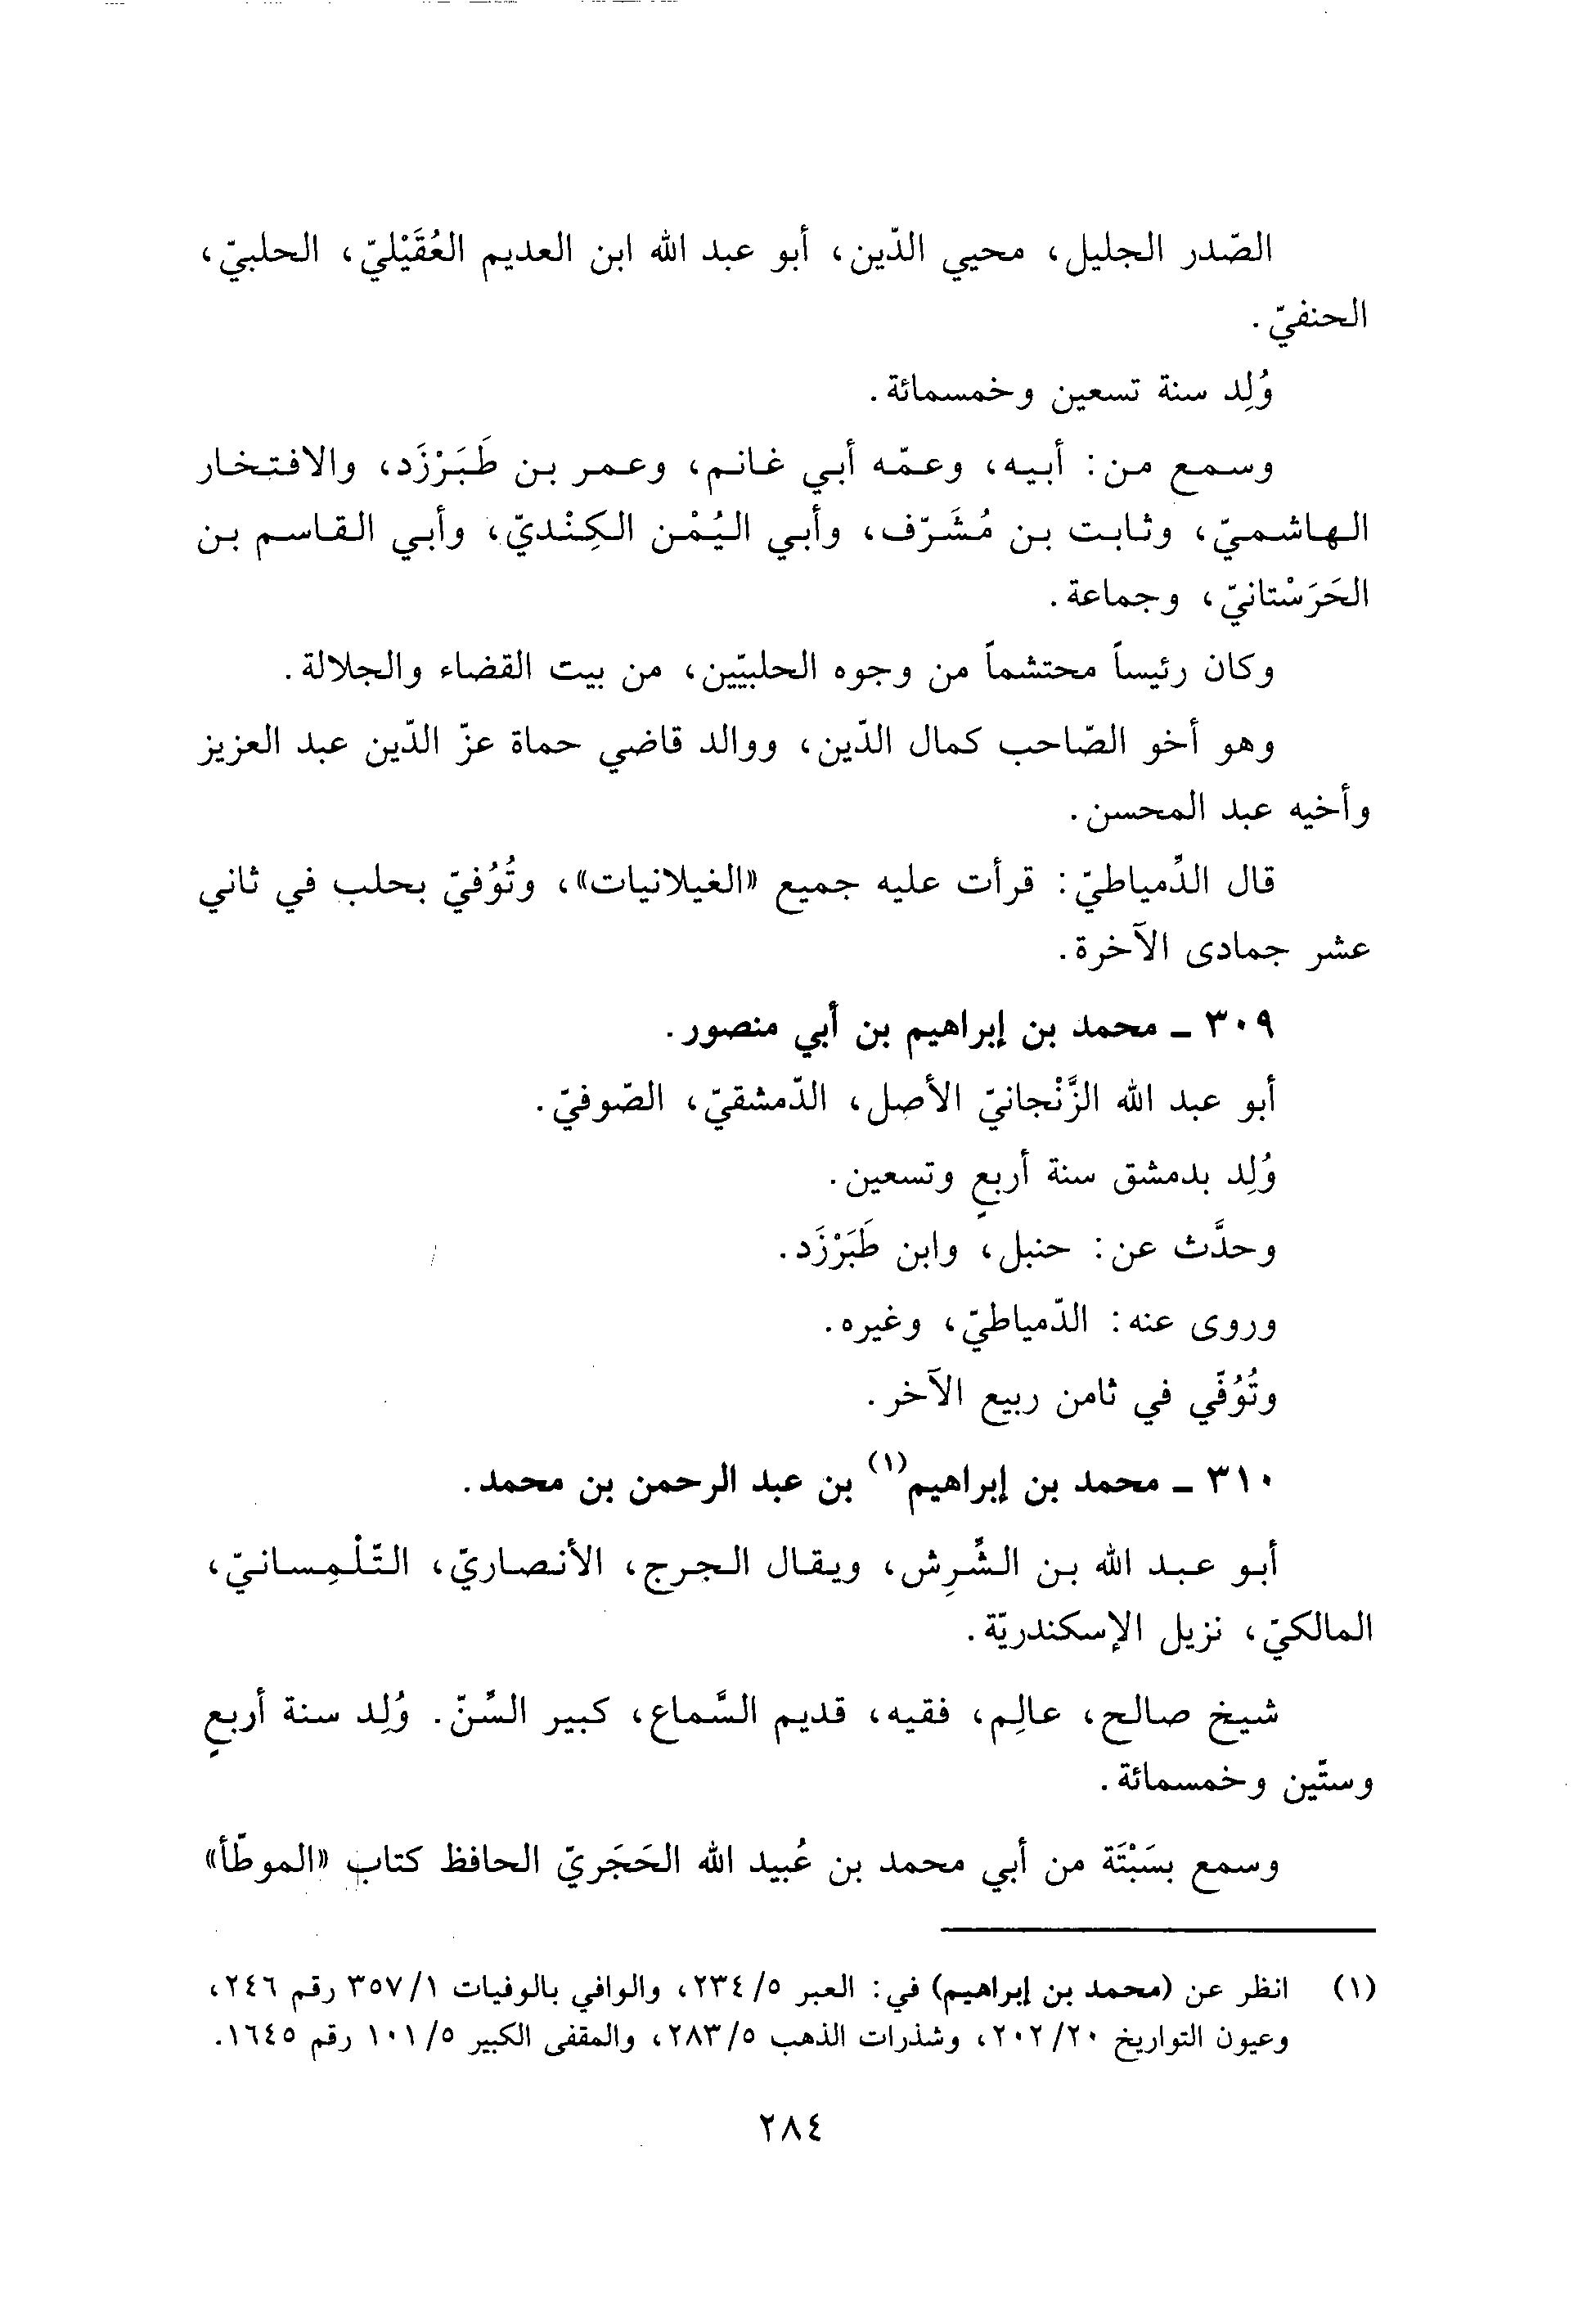 الصّدر الجليل، محيي الدّين، أبو عبد الله ابن العديم العُقَيْليّ، الحلبيّ،
الحنفيّ.
وُلِد سنة تسعين وخمسمائة.
وسمع من: أبيه، وعمّه أبي غانم، وعمر بن طَبَرْزَد، والافتخار
الهاشميّ، وثابت بن مُشَرّف، وأبي اليُمْن الكِنْديّ، وأبي القاسم بن
الحَرَسْتانيّ، وجماعة.
وكان رئيساً محتشماً من وجوه الحلبيّين، من بيت القضاء والجلالة.
وهو أخو الصّاحب كمال الدّين، ووالد قاضي حماة عزّ الدّين عبد العزيز
وأخيه عبد المحسن.
قال الدِّمياطيّ: قرأت عليه جميع «الغيلانيات»، وتُوُفيّ بحلب في ثاني
عشر جمادى الآخرة.
٣٠٩ - محمد بن إبراهيم بن أبي منصور.
أبو عبد الله الزَّنْجانيّ الأصل، الدّمشقيّ، الصّوفيّ.
وُلِد بدمشق سنة أربعٍ وتسعين.
وحدَّث عن: حنبل، وابن طَبَرْزَد.
وروى عنه: الدّمياطيّ، وغيره.
وتُوُفّي في ثامن ربيع الآخر.
٣١٠ - محمد بن إبراهيم(١) بن عبد الرحمن بن محمد.
أبو عبد الله بن الشَّرِش، ويقال الجرج، الأنصاريّ، التّلْمِسانيّ،
المالكيّ، نزيل الإسكندريّة.
شيخ صالح، عالِم، فقيه، قديم السَّماع، كبير السِّنّ. وُلِد سنة أربعٍ
وستّين وخمسمائة.
وسمع بسَبْتَة من أبي محمد بن عُبيد الله الحَجَريّ الحافظ كتاب «الموطّأ»
(١) انظر عن (محمد بن إبراهيم) في: العبر ٥/٢٣٤، والوافي بالوفيات ١/٣٥٧ رقم ٢٤٦،
وعيون التواريخ ٢٠/٢٠٢، وشذرات الذهب ٥/٢٨٣، والمقفى الكبير ٥/١٠١ رقم ١٦٤٥.
٢٨٤